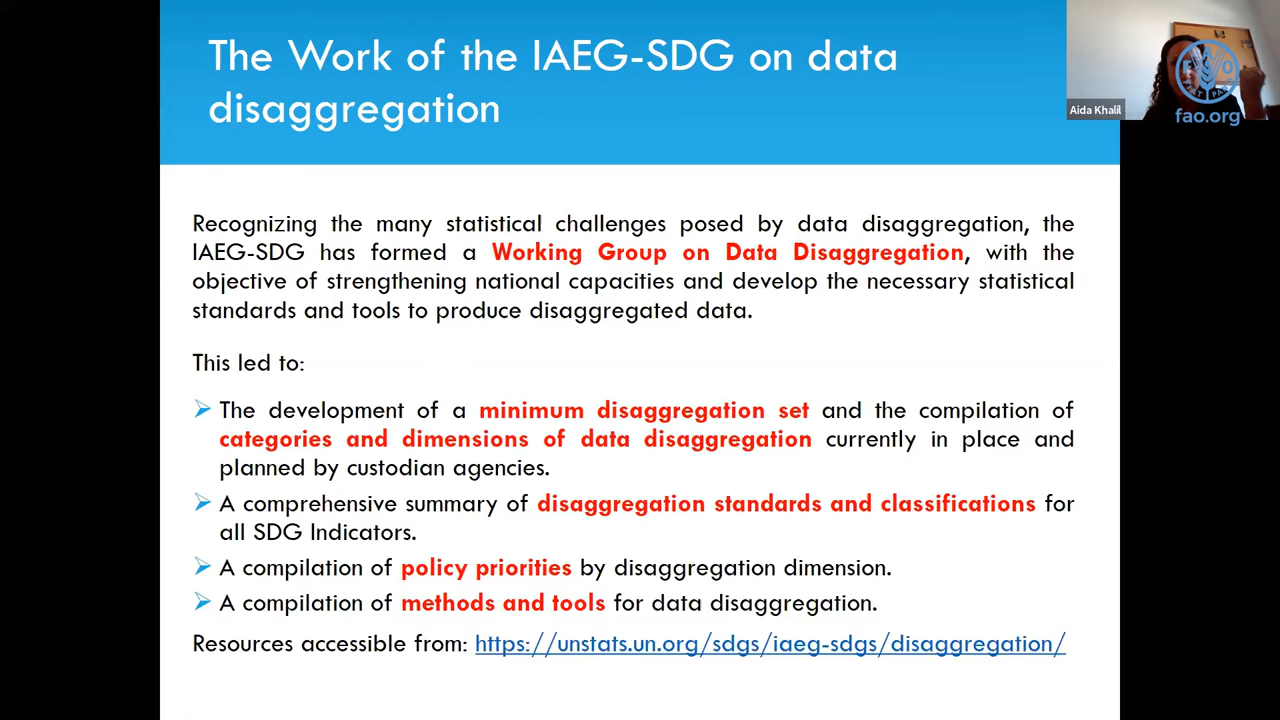 The Work of the IAEG-SDG on data
disaggregation
Aida Khalil
fao.org
Recognizing the many statistical challenges posed by data disaggregation, the
IAEG-SDG has formed a Working Group on Data Disaggregation, with the
objective of strengthening national capacities and develop the necessary statistical
standards and tools to produce disaggregated data.
This led to:
The development of a minimum disaggregation set and the compilation of
categories and dimensions of data disaggregation currently in place and
planned by custodian agencies.
A comprehensive summary of disaggregation standards and classifications for
all SDG Indicators.
A compilation of policy priorities by disaggregation dimension.
A compilation of methods and tools for data disaggregation.
Resources accessible from: https://unstats.un.org/sdgs/iaeg-sdgs/disaggregation/